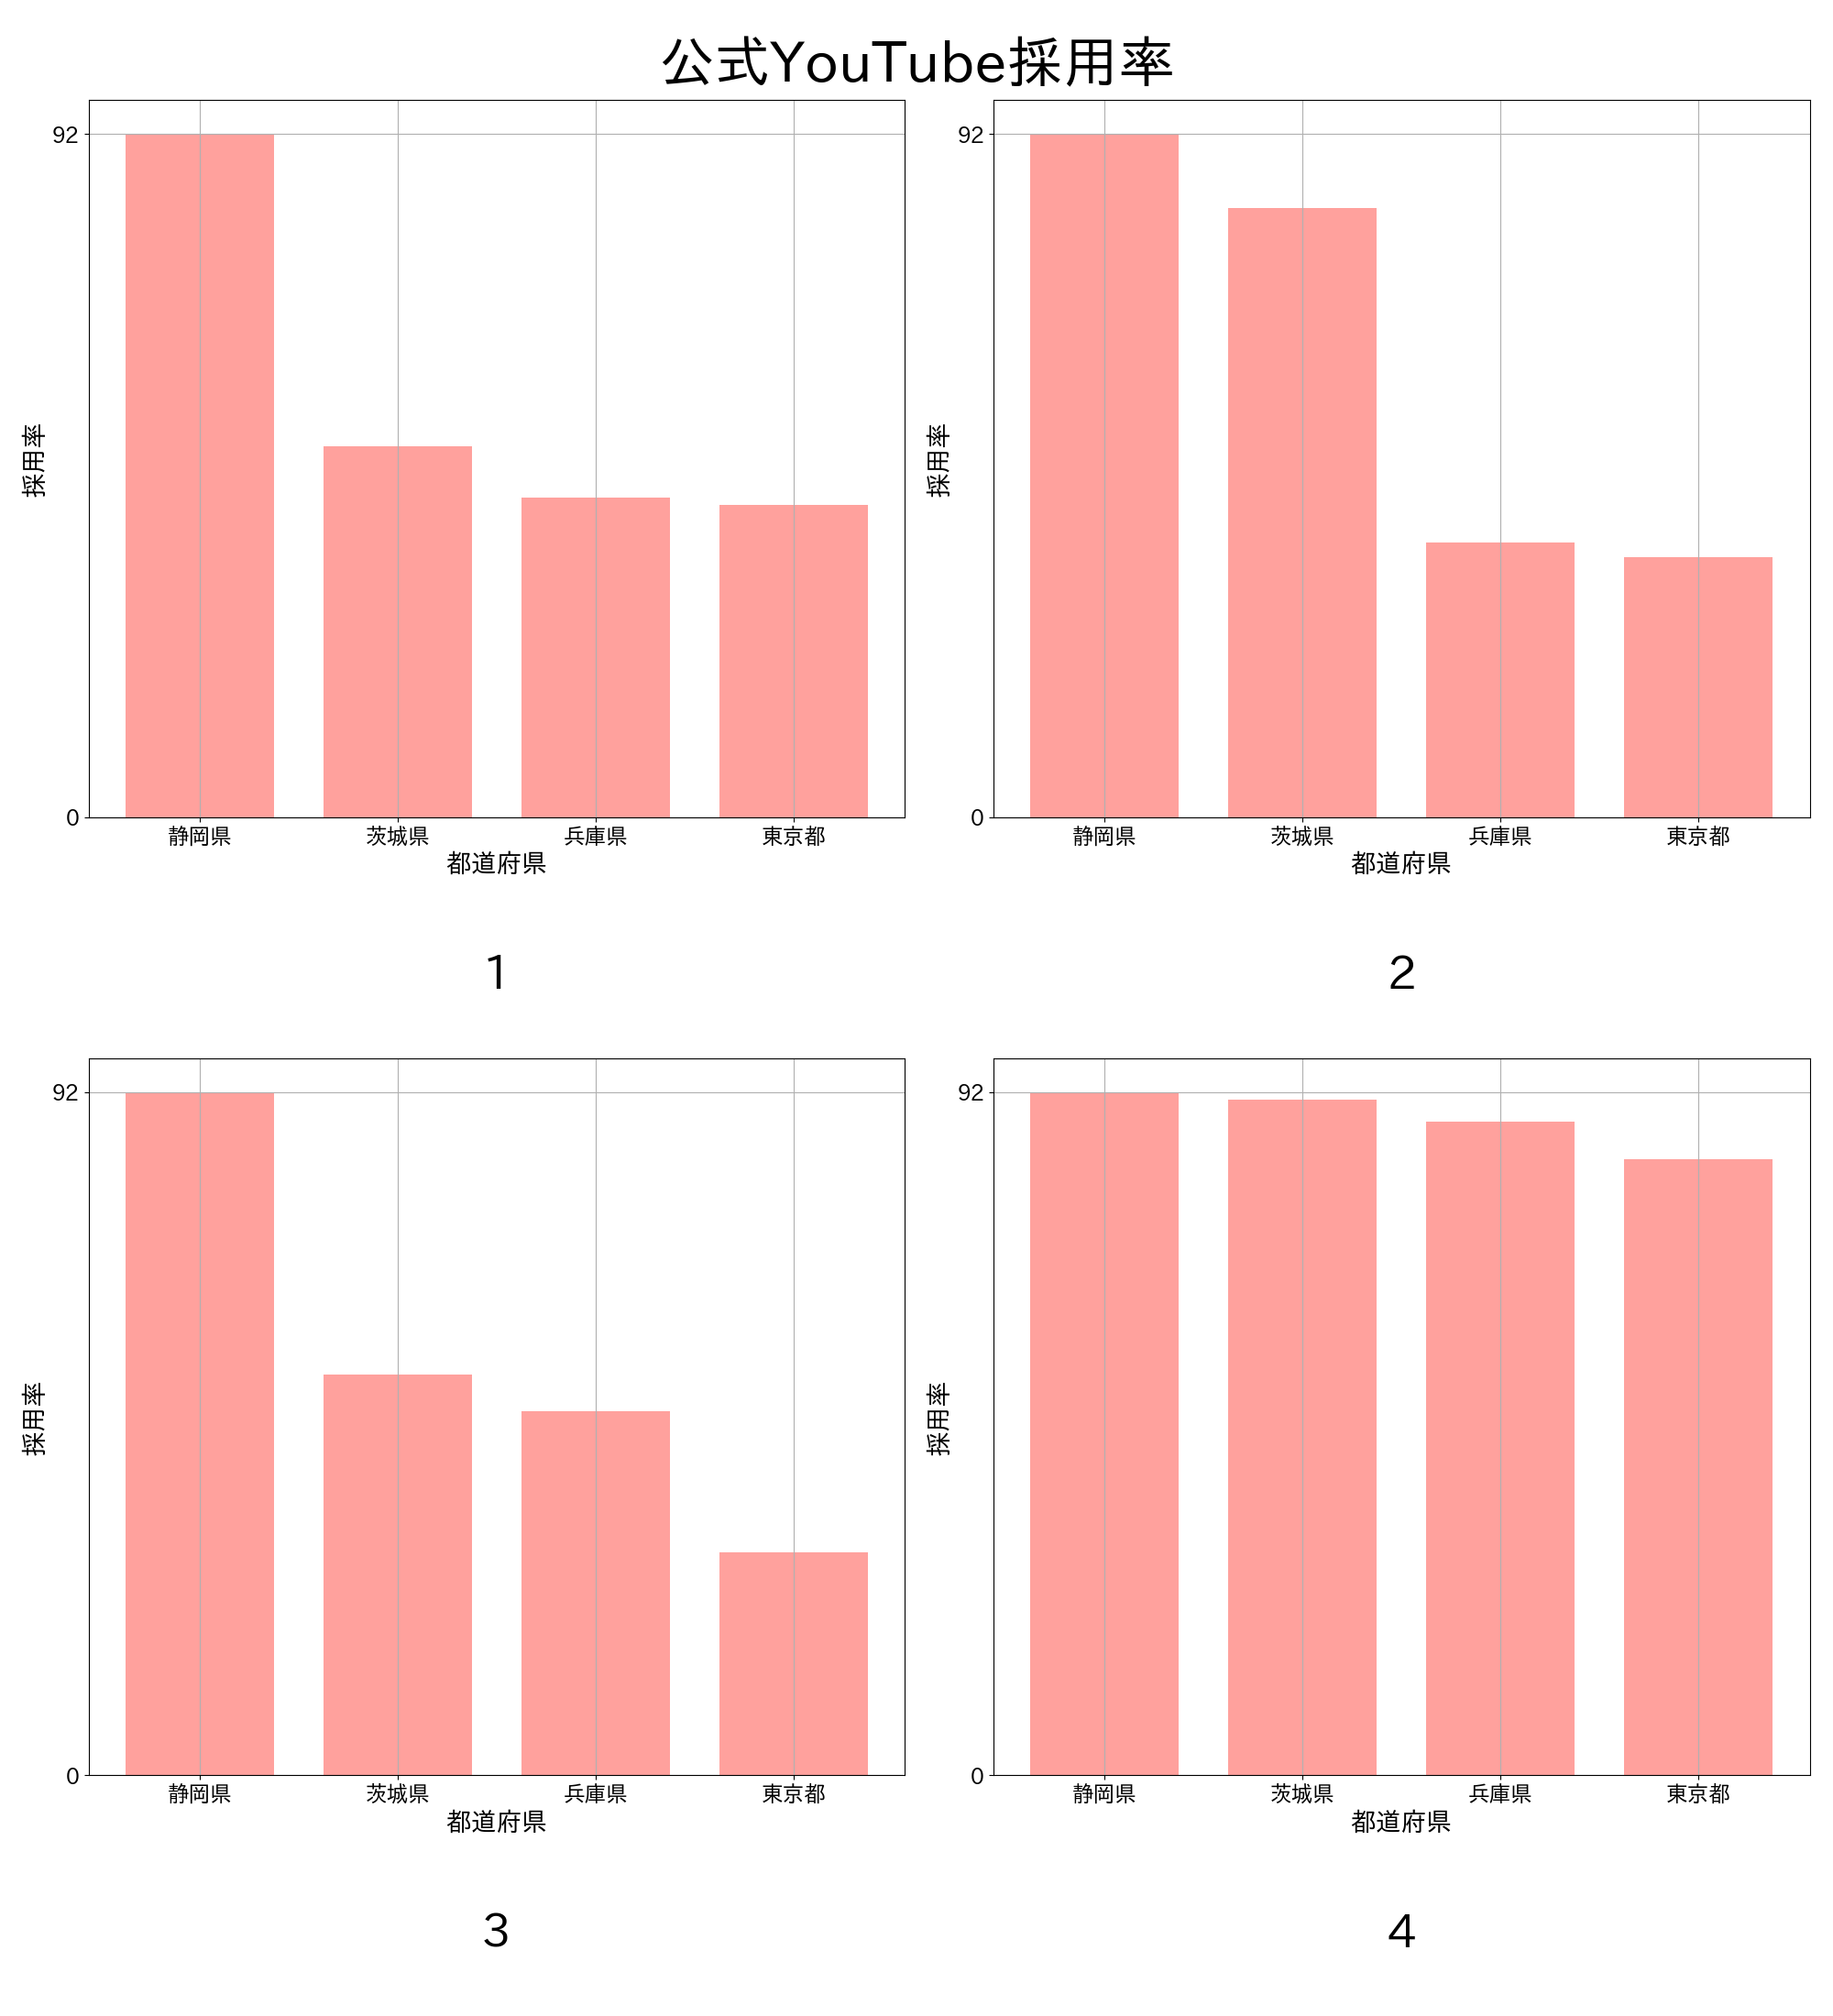 公式YouTube採用率
92
0
採用率
静岡県 茨城県 兵庫県 東京都
都道府県
1
92
0
採用率
静岡県 茨城県 兵庫県 東京都
都道府県
2
92
0
採用率
静岡県 茨城県 兵庫県 東京都
都道府県
3
92
0
採用率
静岡県 茨城県 兵庫県 東京都
都道府県
4